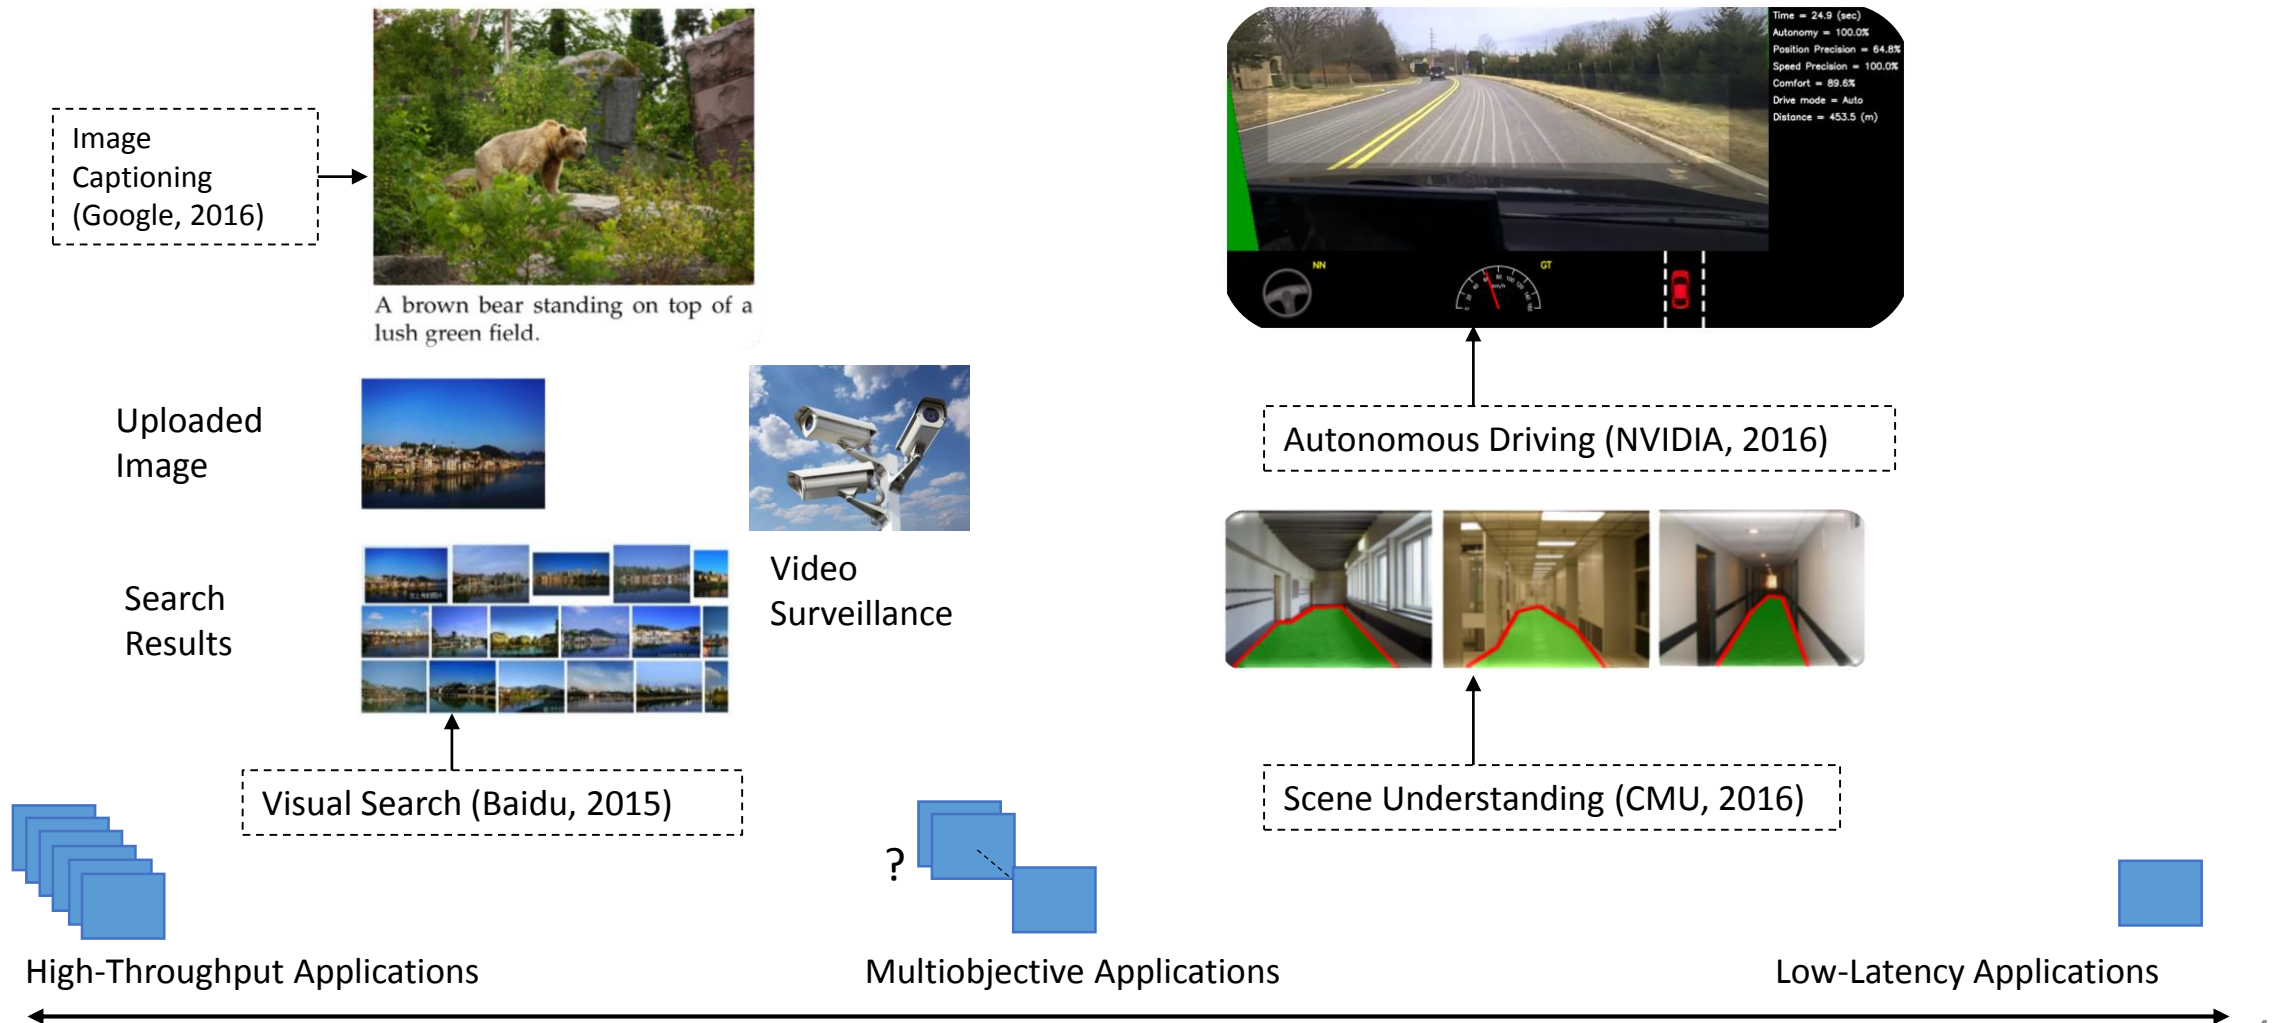 Image
Captioning
(Google, 2016)
A brown bear standing on top of a
lush green field.
Time = 24.9 (sec)
Autonomy = 100.0%
Position Precision = 64.8%
Speed Precision = 100.0%
Comfort = 89.6%
Drive mode = Auto
Distance = 453.5 (m)
NN
GT
Uploaded
Image
Autonomous Driving (NVIDIA, 2016)
Search
Results
Video
Surveillance
Visual Search (Baidu, 2015)
Scene Understanding (CMU, 2016)
?
High-Throughput Applications
Multiobjective Applications
Low-Latency Applications